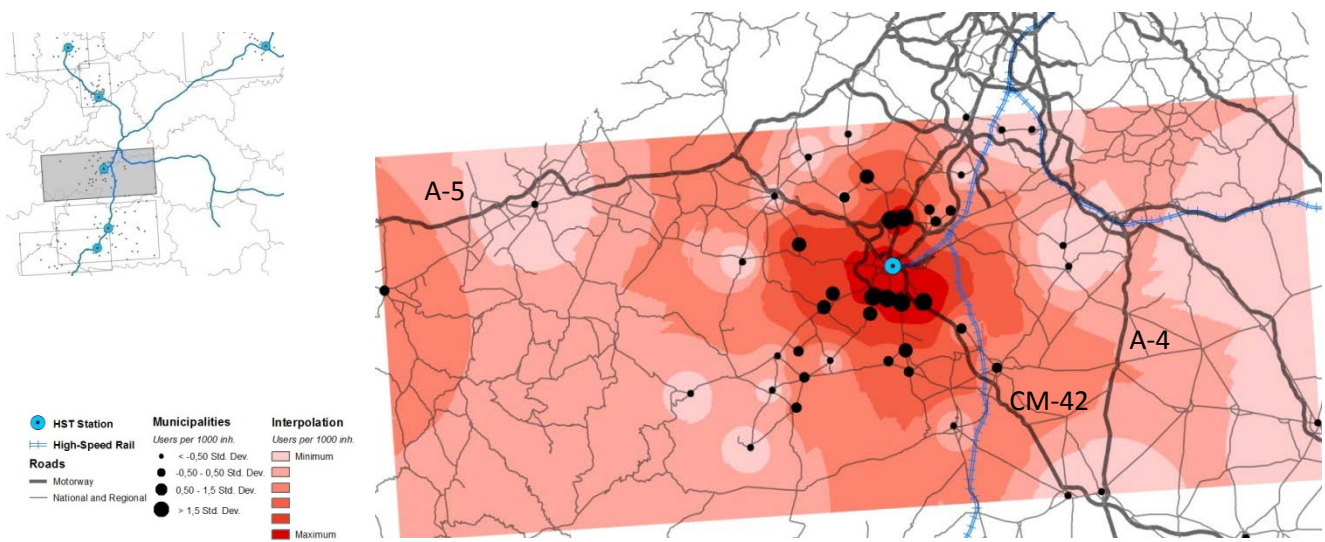 A-5
A-4
CM-42
HST Station
High-Speed Rail
Roads
Motorway
National and Regional
Municipalities
Users per 1000 inh.
< -0,50 Std. Dev.
-0,50 - 0,50 Std. Dev.
0,50 - 1,5 Std. Dev.
> 1,5 Std. Dev.
Interpolation
Users per 1000 inh.
Minimum
Maximum